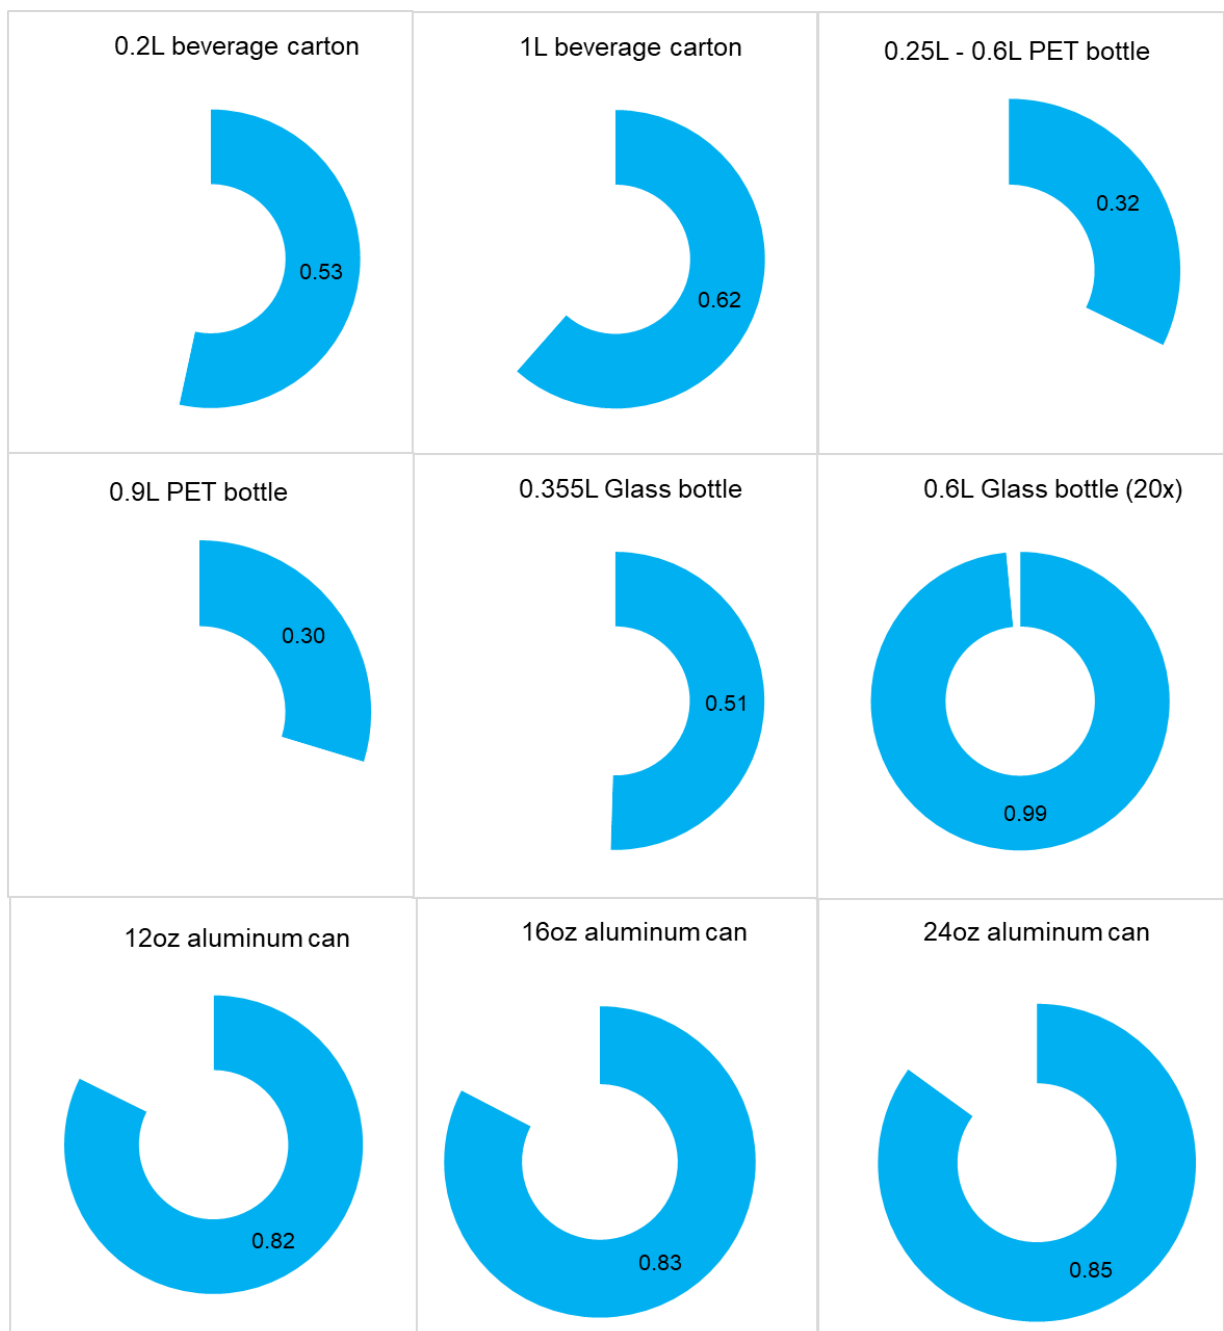 0.2L beverage carton
0.53
1L beverage carton
0.62
0.25L - 0.6L PET bottle
0.32
0.9L PET bottle
0.30
0.355L Glass bottle
0.51
0.6L Glass bottle (20x)
0.99
12oz aluminum can
0.82
16oz aluminum can
0.83
24oz aluminum can
0.85